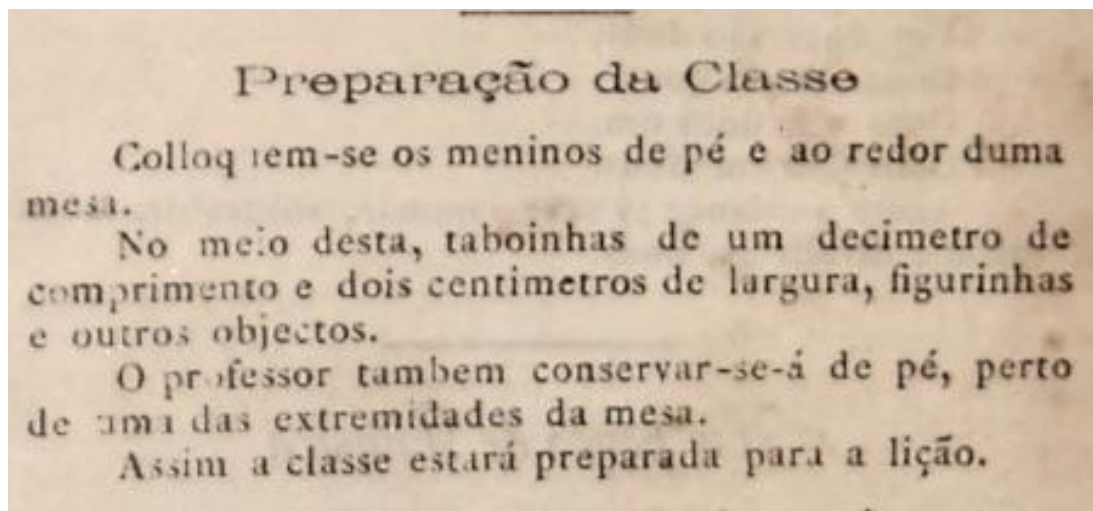 Preparação da Classe
Colloquem-se os meninos de pé e ao redor duma
mesa.
No meio desta, taboinhas de um decimetro de
comprimento e dois centimetros de largura, figurinhas
e outros objectos.
O professor tambem conservar-se-á de pé, perto
de uma das extremidades da mesa.
Assim a classe estará preparada para a lição.